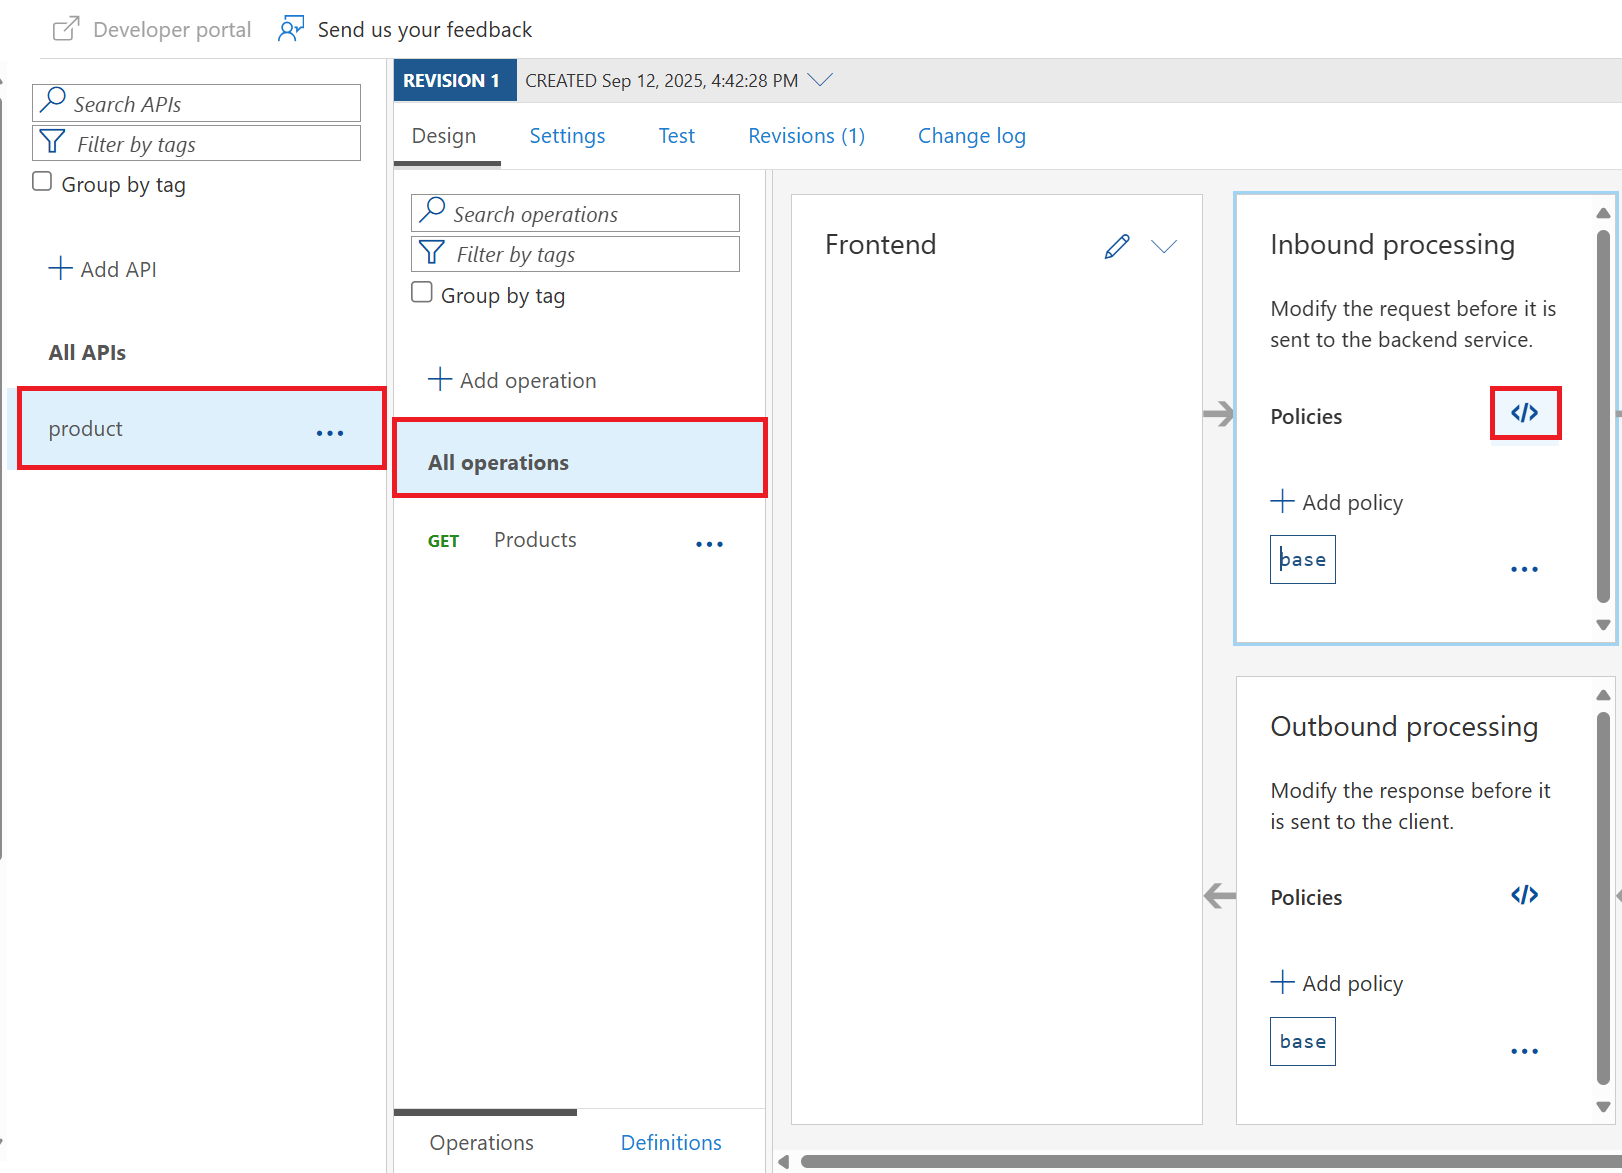 Developer portal
Send us your feedback
Search APIs
Filter by tags
Group by tag
Add API
All APIs
product
REVISION 1
CREATED Sep 12, 2025, 4:42:28 PM
Design
Settings
Test
Revisions (1)
Change log
Search operations
Filter by tags
Group by tag
Add operation
All operations
GET Products
Operations
Definitions
Frontend
Inbound processing
Modify the request before it is
sent to the backend service.
Policies </>
Add policy
base
Outbound processing
Modify the response before it
is sent to the client.
Policies </>
Add policy
base